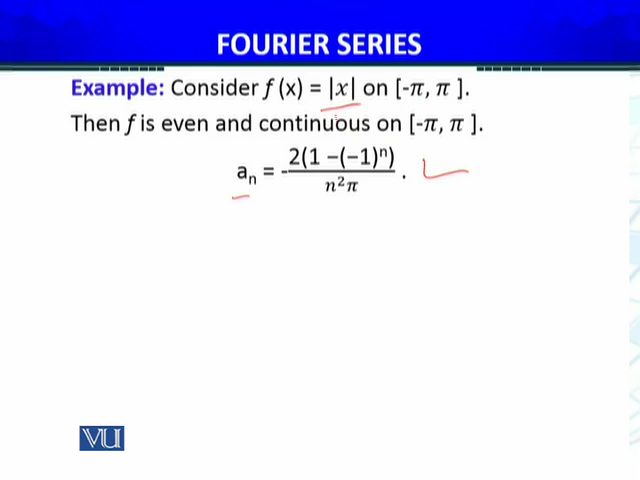 FOURIER SERIES
Example: Consider f (x) = |x| on [-π, π ].
Then f is even and continuous on [-π, π ].
aₙ = -2(1 –(–1)ⁿ)/n²π .
VU